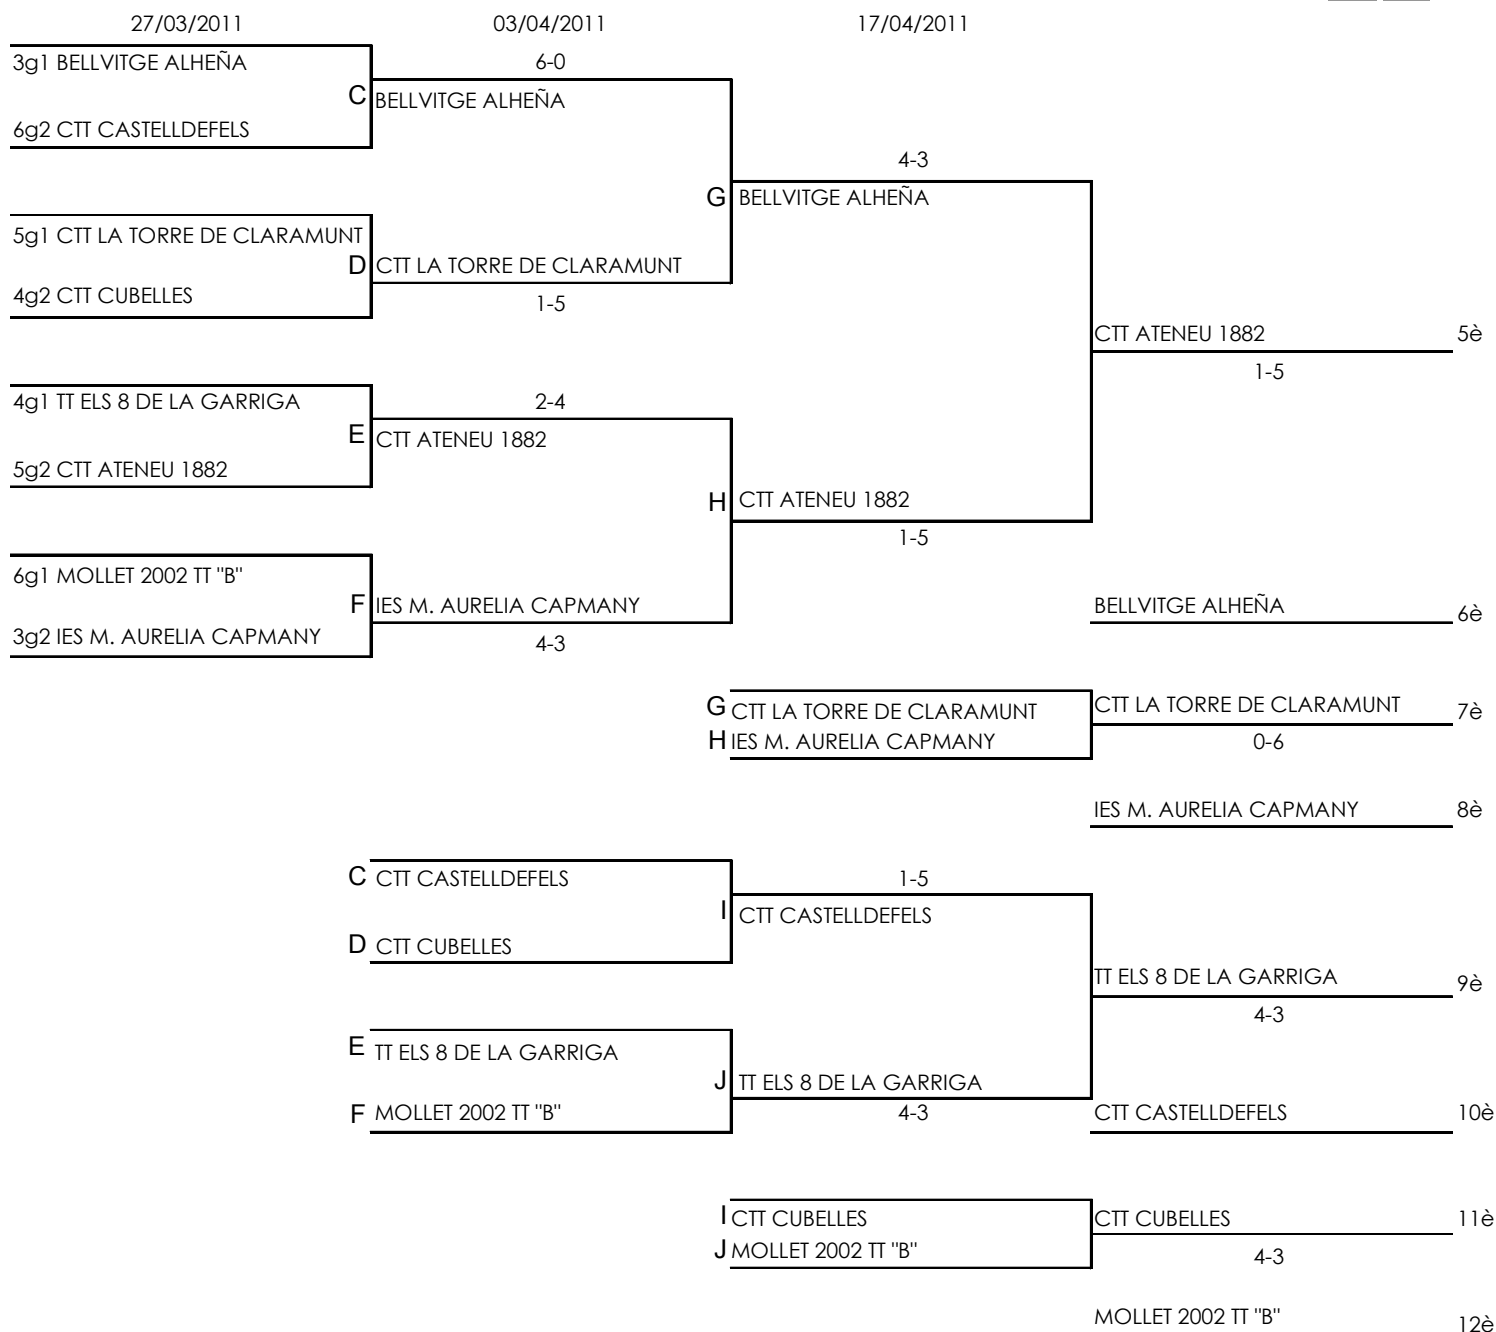 27/03/2011 03/04/2011 17/04/2011
3g1 BELLVITGE ALHEÑA 6-0
C BELLVITGE ALHEÑA
6g2 CTT CASTELLDEFELS
4-3
G BELLVITGE ALHEÑA
5g1 CTT LA TORRE DE CLARAMUNT
D CTT LA TORRE DE CLARAMUNT
4g2 CTT CUBELLES 1-5
CTT ATENEU 1882 5è
1-5
4g1 TT ELS 8 DE LA GARRIGA 2-4
E CTT ATENEU 1882
5g2 CTT ATENEU 1882
H CTT ATENEU 1882
1-5
6g1 MOLLET 2002 TT "B"
F IES M. AURELIA CAPMANY BELLVITGE ALHEÑA 6è
3g2 IES M. AURELIA CAPMANY 4-3
G CTT LA TORRE DE CLARAMUNT CTT LA TORRE DE CLARAMUNT 7è
H IES M. AURELIA CAPMANY 0-6
IES M. AURELIA CAPMANY 8è
C CTT CASTELLDEFELS 1-5
I CTT CASTELLDEFELS
D CTT CUBELLES
TT ELS 8 DE LA GARRIGA 9è
4-3
E TT ELS 8 DE LA GARRIGA
J TT ELS 8 DE LA GARRIGA
F MOLLET 2002 TT "B" 4-3 CTT CASTELLDEFELS 10è
I CTT CUBELLES CTT CUBELLES 11è
J MOLLET 2002 TT "B" 4-3
MOLLET 2002 TT "B" 12è